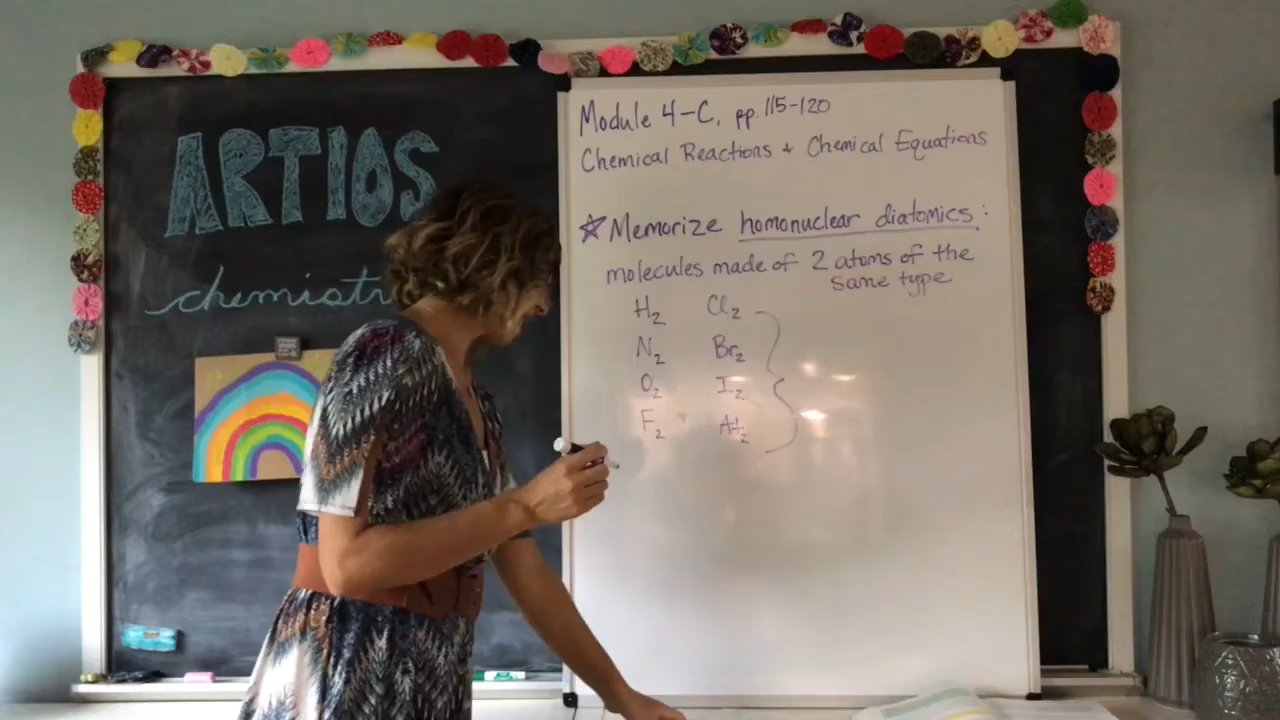 ARTIOS
chemistr
Module 4-C, pp. 115-120
Chemical Reactions + Chemical Equations
☆ Memorize homonuclear diatomics:
molecules made of 2 atoms of the
same type
H₂ Cl₂
N₂ Br₂
O₂ I₂
F₂ At₂